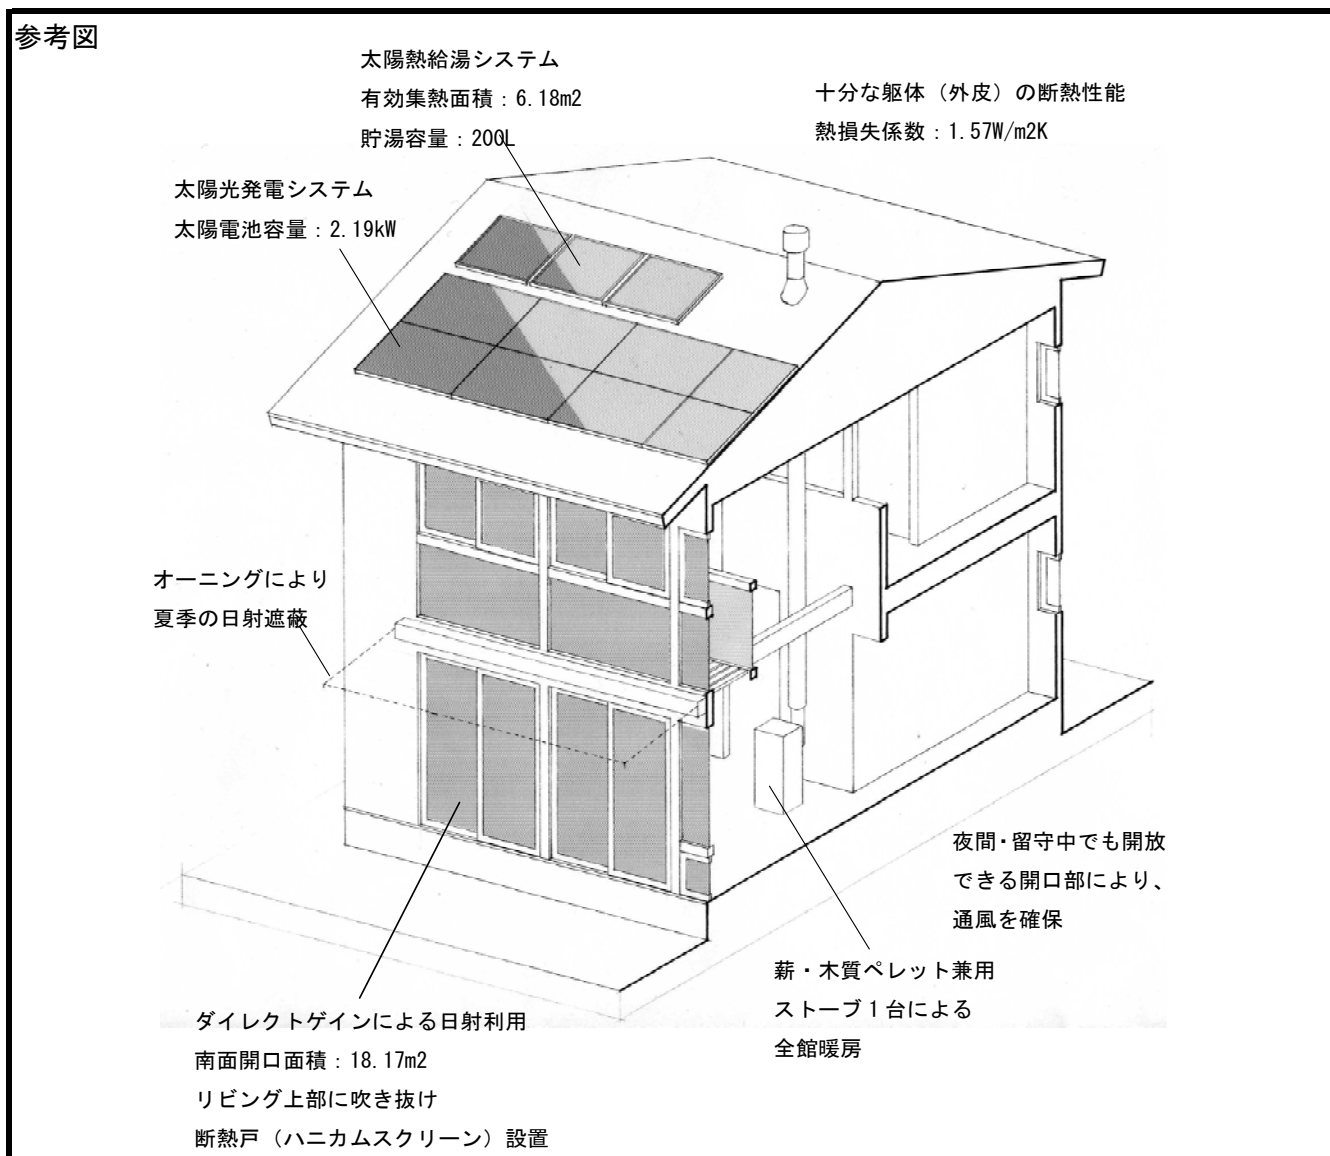 参考図
太陽熱給湯システム
有効集熱面積：6.18m2
貯湯容量：200L
十分な躯体（外皮）の断熱性能
熱損失係数：1.57W/m2K
太陽光発電システム
太陽電池容量：2.19kW
オーニングにより
夏季の日射遮蔽
夜間・留守中でも開放
できる開口部により、
通風を確保
薪・木質ペレット兼用
ストーブ１台による
全館暖房
ダイレクトゲインによる日射利用
南面開口面積：18.17m2
リビング上部に吹き抜け
断熱戸（ハニカムスクリーン）設置